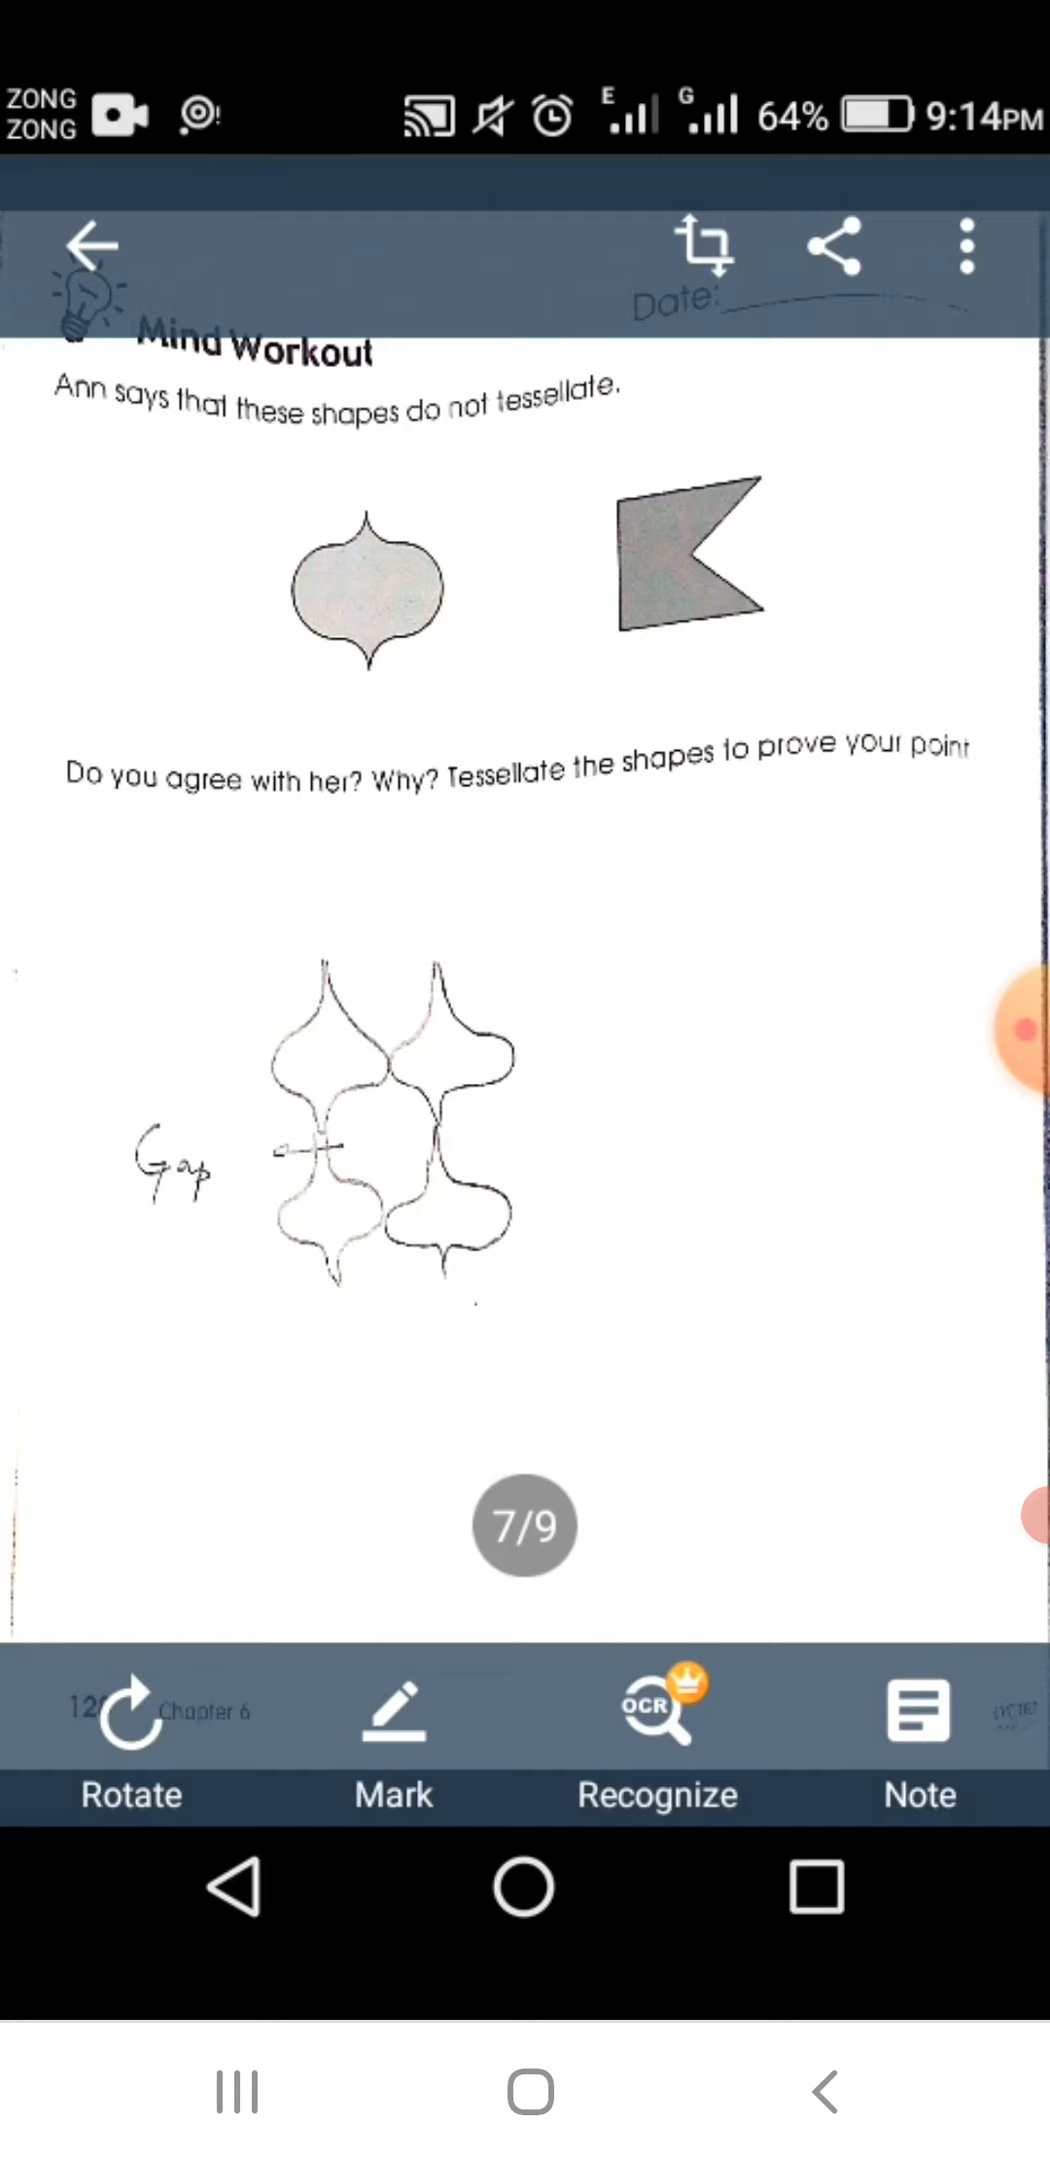 ZONG
ZONG
E
G
64%
9:14PM
Date:
Mind Workout
Ann says that these shapes do not tessellate.
Do you agree with her? Why? Tessellate the shapes to prove your point
Gap
7/9
Chapter 6
OCR
Rotate
Mark
Recognize
Note